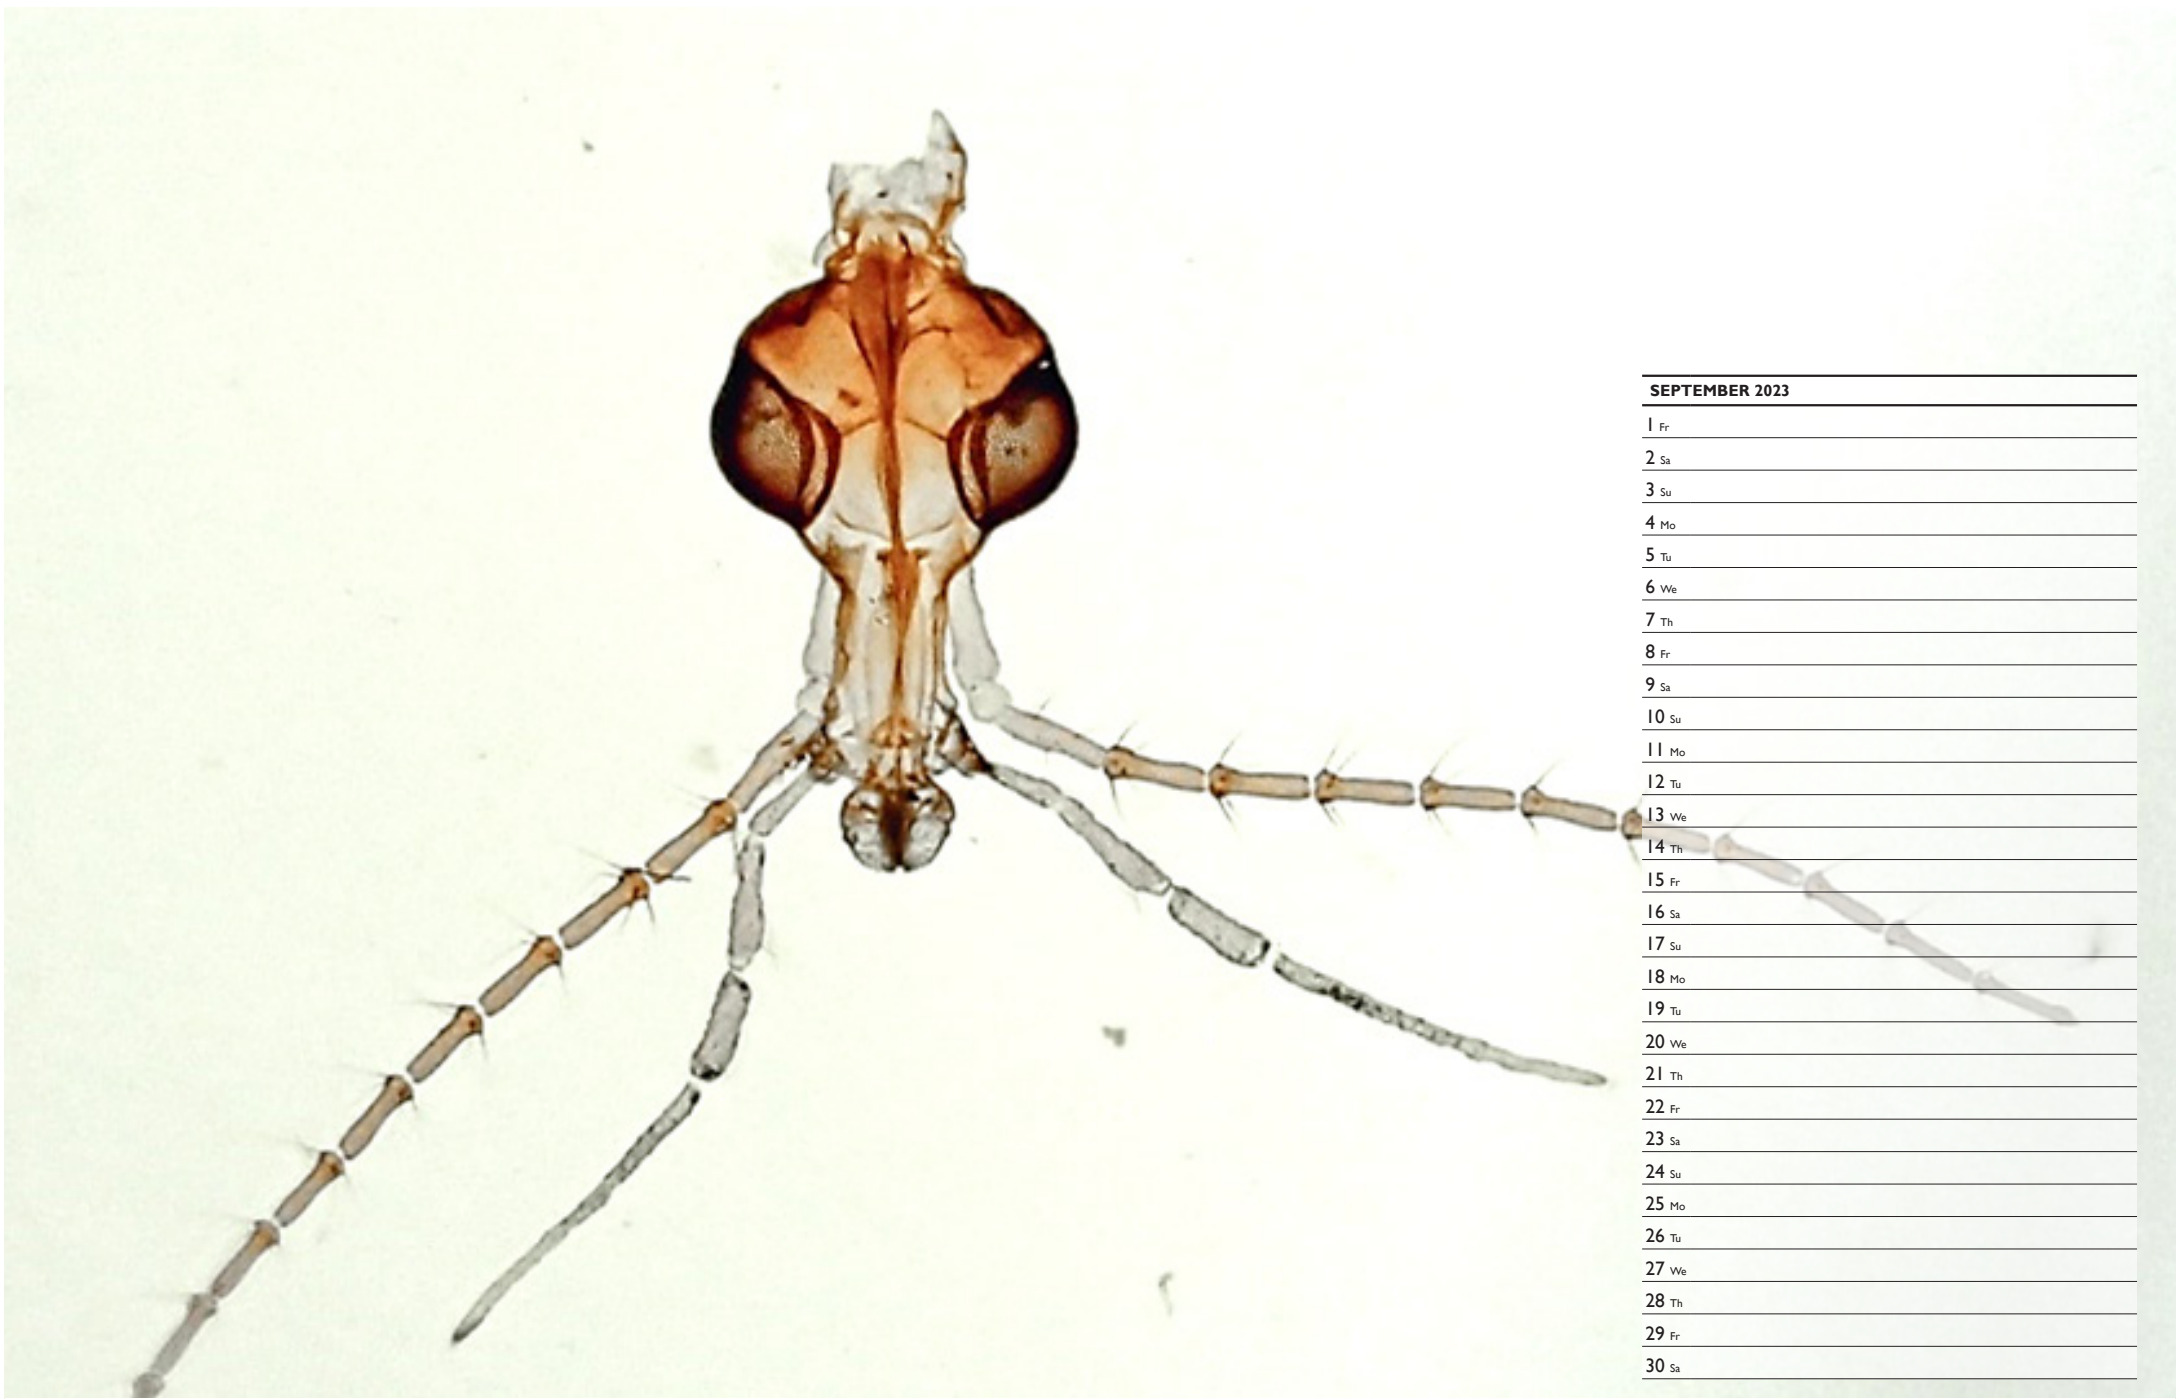 SEPTEMBER 2023
1 Fr
2 Sa
3 Su
4 Mo
5 Tu
6 We
7 Th
8 Fr
9 Sa
10 Su
11 Mo
12 Tu
13 We
14 Th
15 Fr
16 Sa
17 Su
18 Mo
19 Tu
20 We
21 Th
22 Fr
23 Sa
24 Su
25 Mo
26 Tu
27 We
28 Th
29 Fr
30 Sa